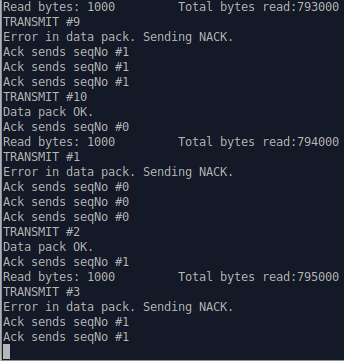 Read bytes: 1000 Total bytes read:793000
TRANSMIT #9
Error in data pack. Sending NACK.
Ack sends seqNo #1
Ack sends seqNo #1
Ack sends seqNo #1
TRANSMIT #10
Data pack OK.
Ack sends seqNo #0
Read bytes: 1000 Total bytes read:794000
TRANSMIT #1
Error in data pack. Sending NACK.
Ack sends seqNo #0
Ack sends seqNo #0
Ack sends seqNo #0
TRANSMIT #2
Data pack OK.
Ack sends seqNo #1
Read bytes: 1000 Total bytes read:795000
TRANSMIT #3
Error in data pack. Sending NACK.
Ack sends seqNo #1
Ack sends seqNo #1